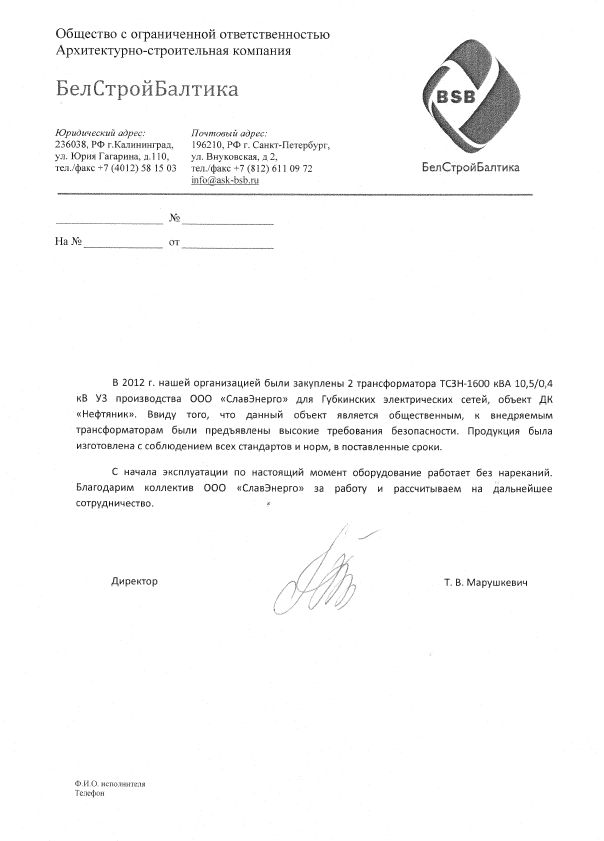 Общество с ограниченной ответственностью
Архитектурно-строительная компания
БелСтройБалтика
BSB
БелСтройБалтика
Юридический адрес:
236038, РФ г.Калининград,
ул. Юрия Гагарина, д.110,
тел./факс +7 (4012) 58 15 03
Почтовый адрес:
196210, РФ г. Санкт-Петербург,
ул. Внуковская, д 2,
тел./факс +7 (812) 611 09 72
info@ask-bsb.ru
____________________ № _________________
На № _______________ от _________________
В 2012 г. нашей организацией были закуплены 2 трансформатора ТСЗН-1600 кВА 10,5/0,4
кВ У3 производства ООО «СлавЭнерго» для Губкинских электрических сетей, объект ДК
«Нефтяник». Ввиду того, что данный объект является общественным, к внедряемым
трансформаторам были предъявлены высокие требования безопасности. Продукция была
изготовлена с соблюдением всех стандартов и норм, в поставленные сроки.
С начала эксплуатации по настоящий момент оборудование работает без нареканий.
Благодарим коллектив ООО «СлавЭнерго» за работу и рассчитываем на дальнейшее
сотрудничество.
Директор
Т. В. Марушкевич
Ф.И.О. исполнителя
Телефон